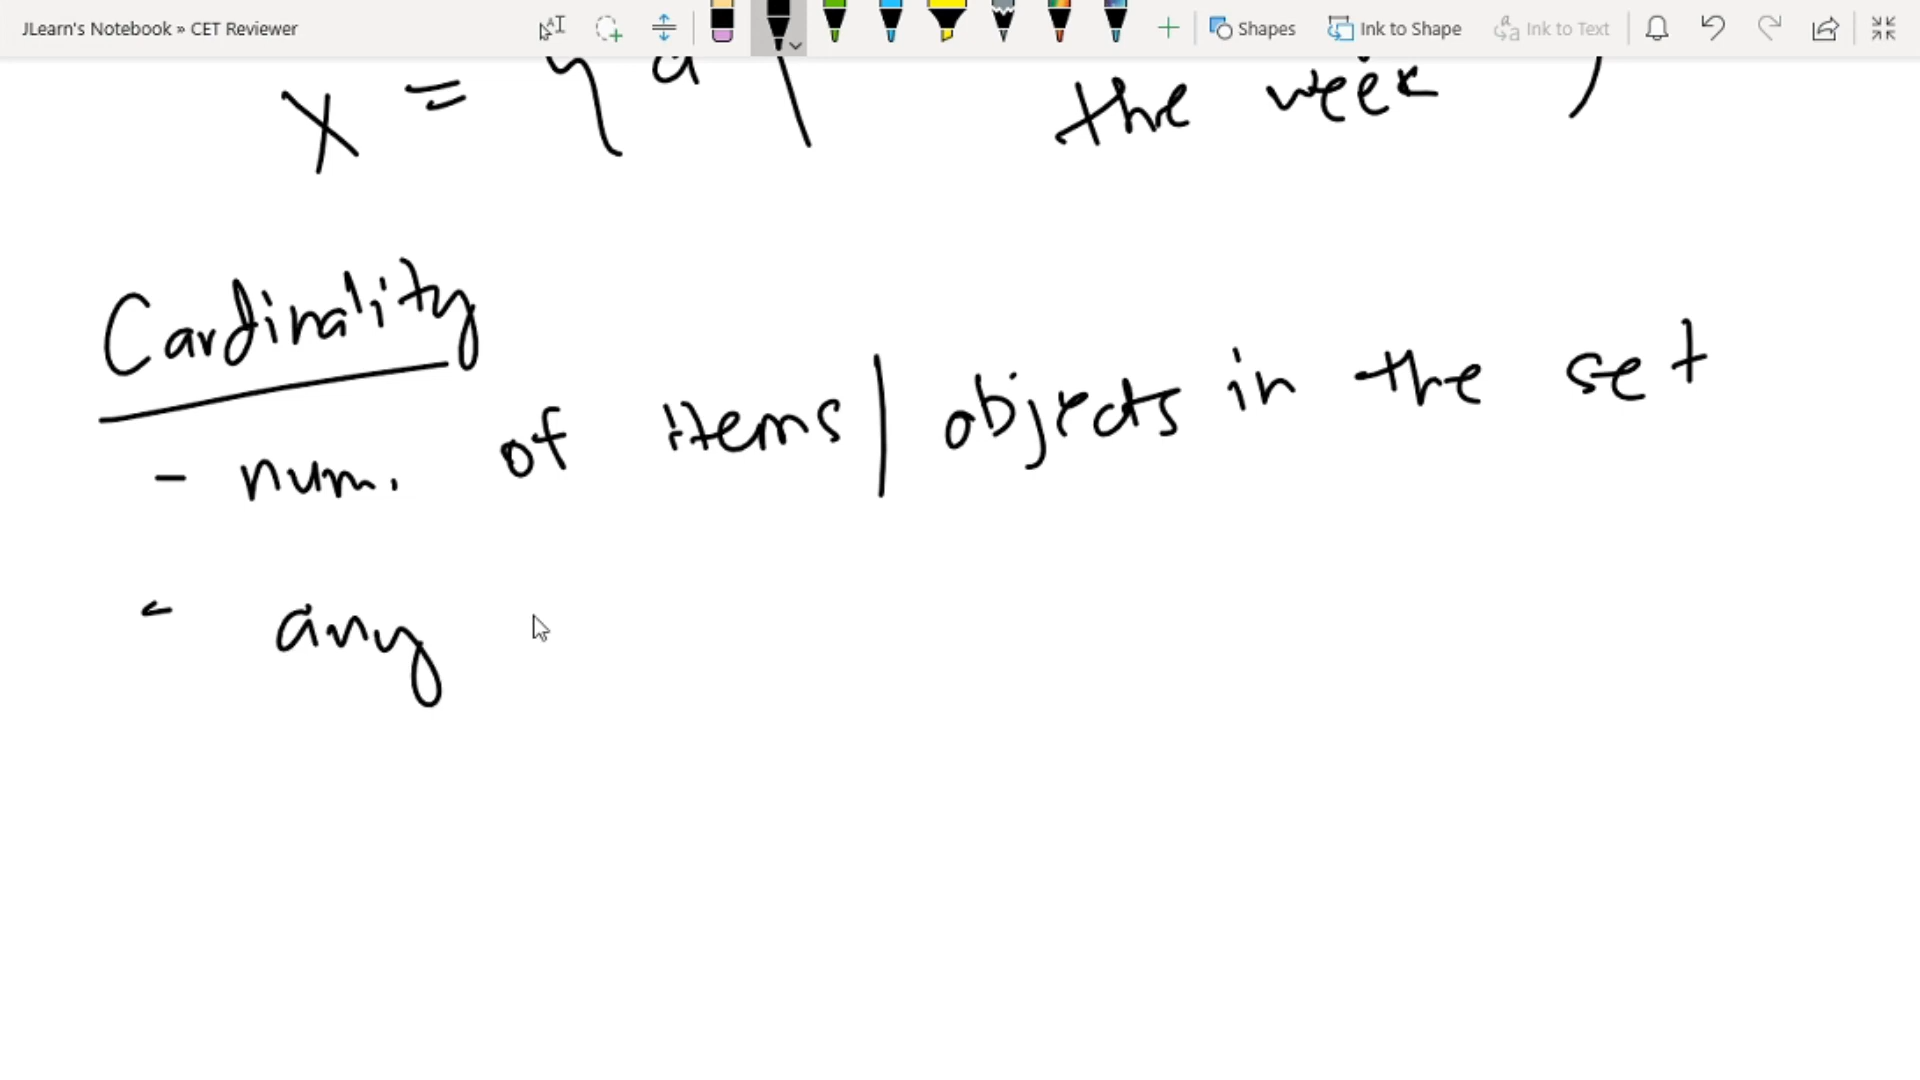 JLearn's Notebook » CET Reviewer Shapes Ink to Shape Ink to Text
X = { d | the week }
Cardinality
- num. of items / objects in the set
- any